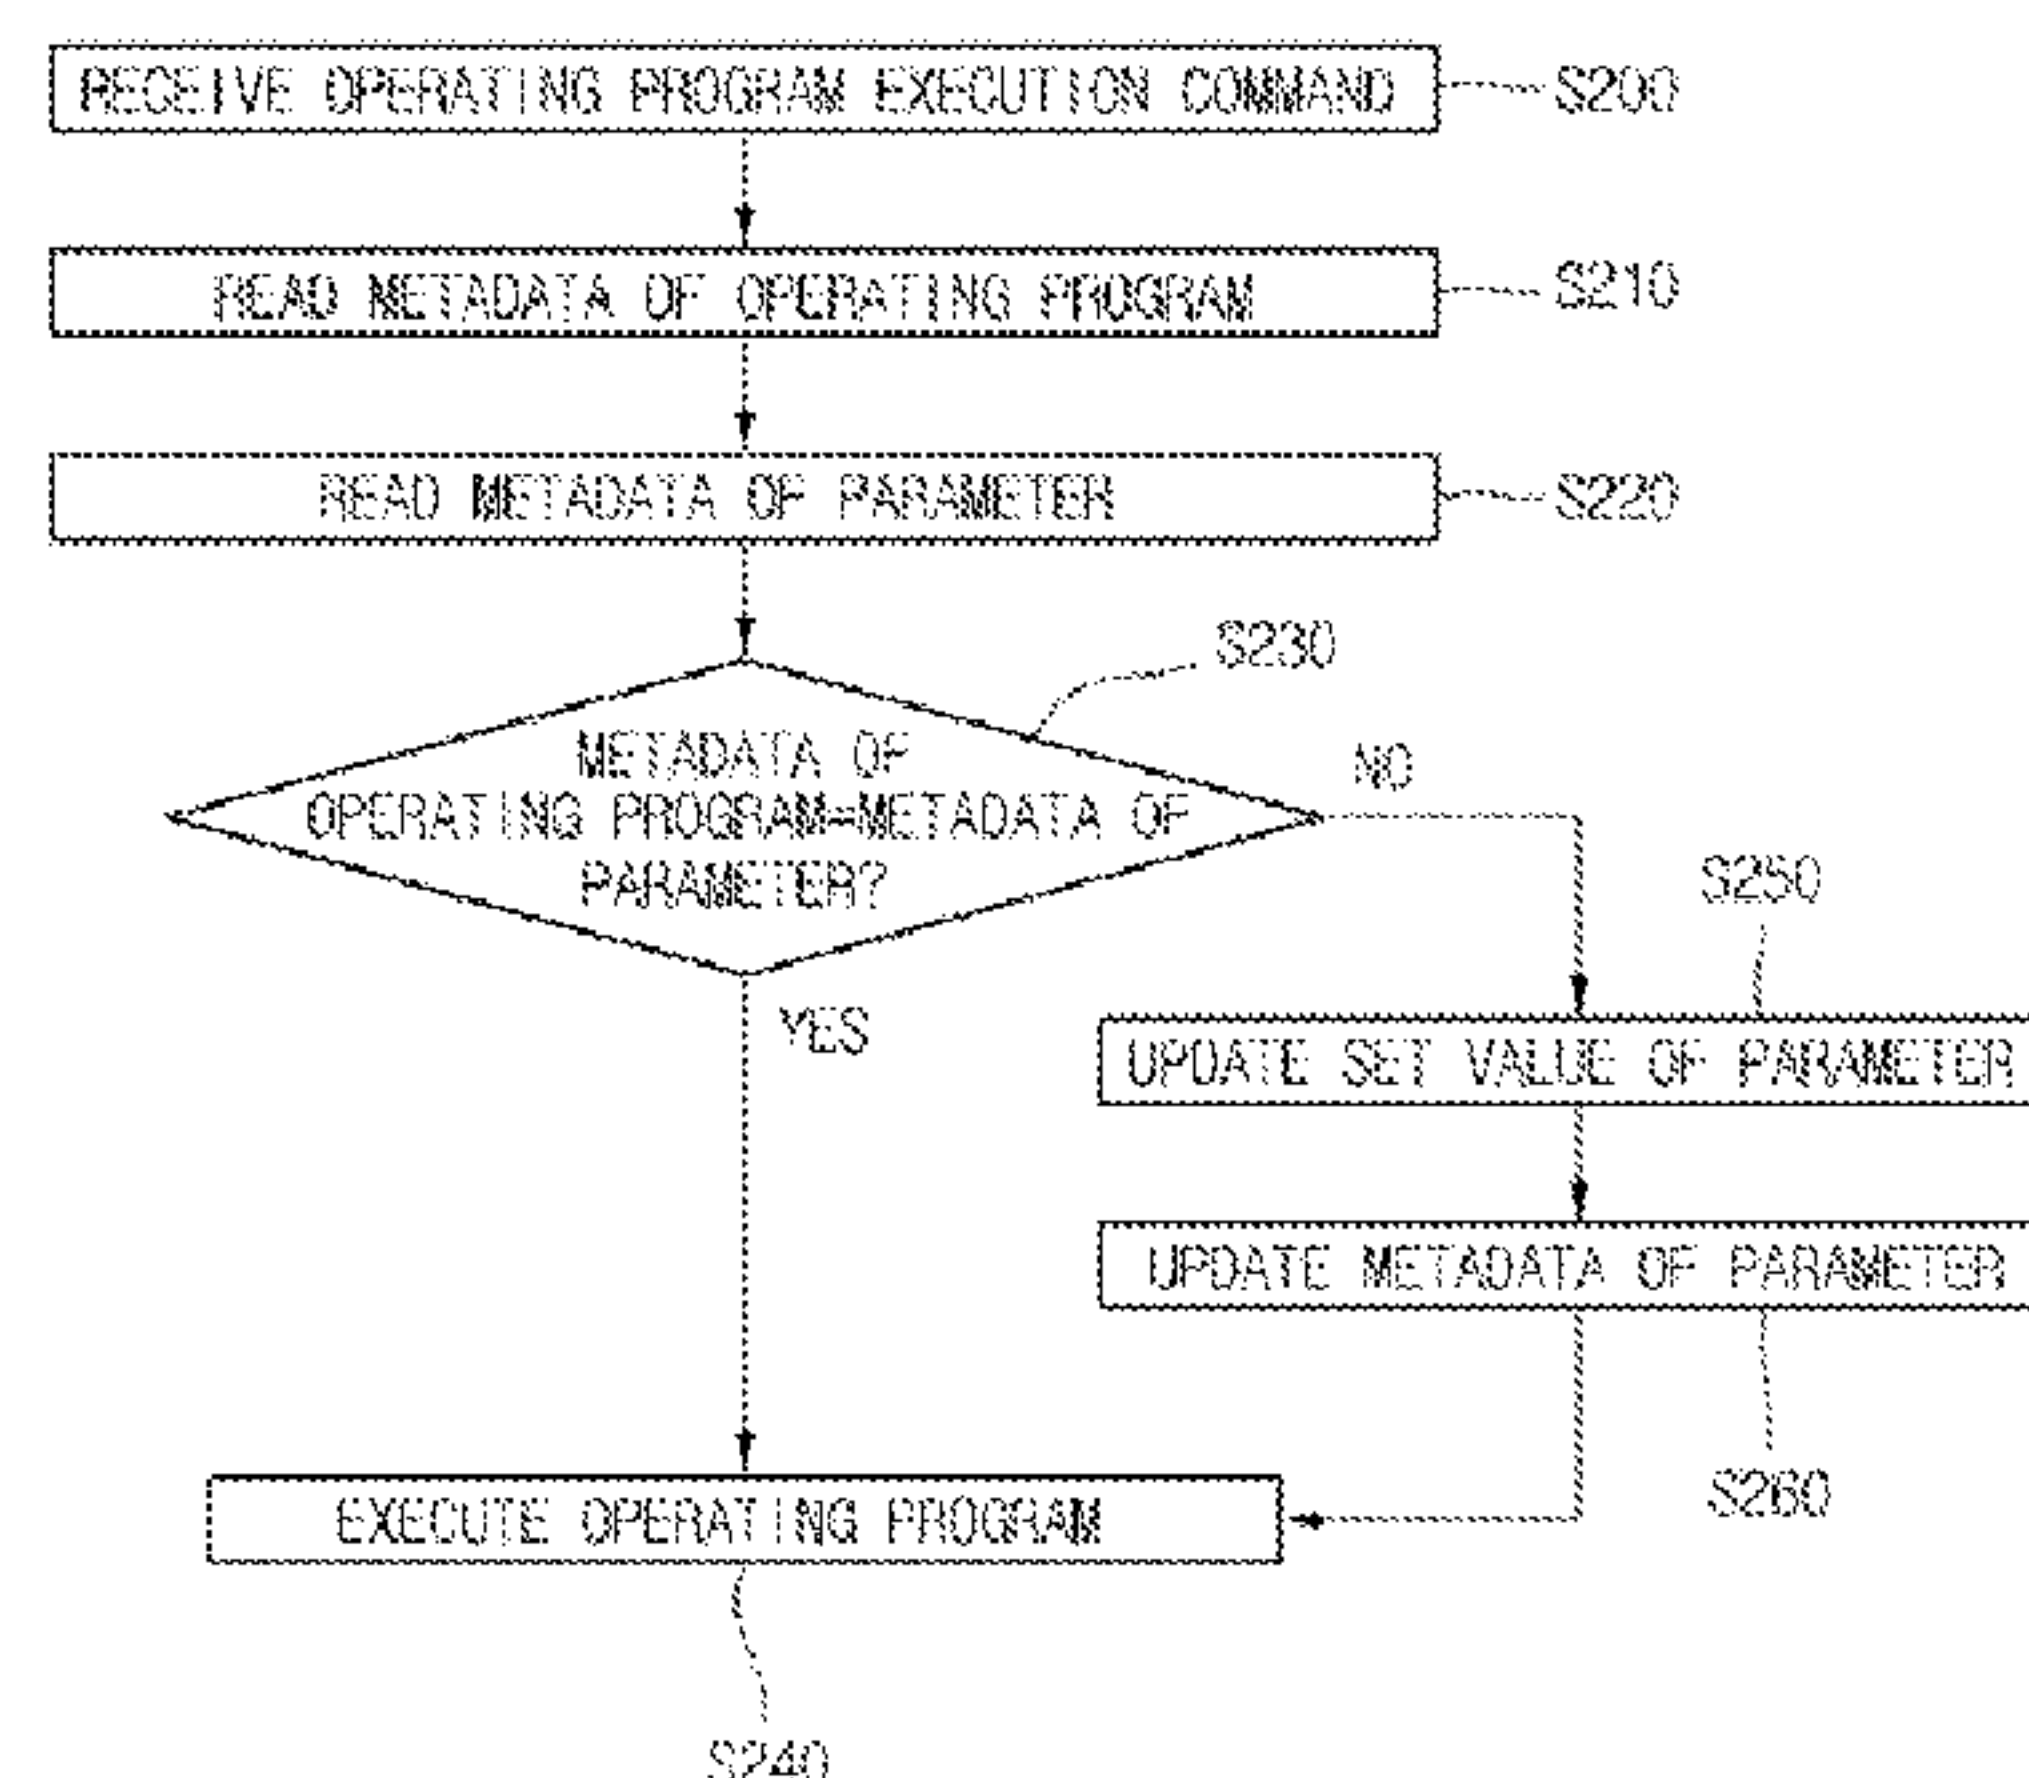 RECEIVE OPERATING PROGRAM EXECUTION COMMAND
S200
READ METADATA OF OPERATING PROGRAM
S210
READ METADATA OF PARAMETER
S220
S230
METADATA OF
OPERATING PROGRAM=METADATA OF
PARAMETER?
NO
YES
S250
UPDATE SET VALUE OF PARAMETER
UPDATE METADATA OF PARAMETER
S260
EXECUTE OPERATING PROGRAM
S240